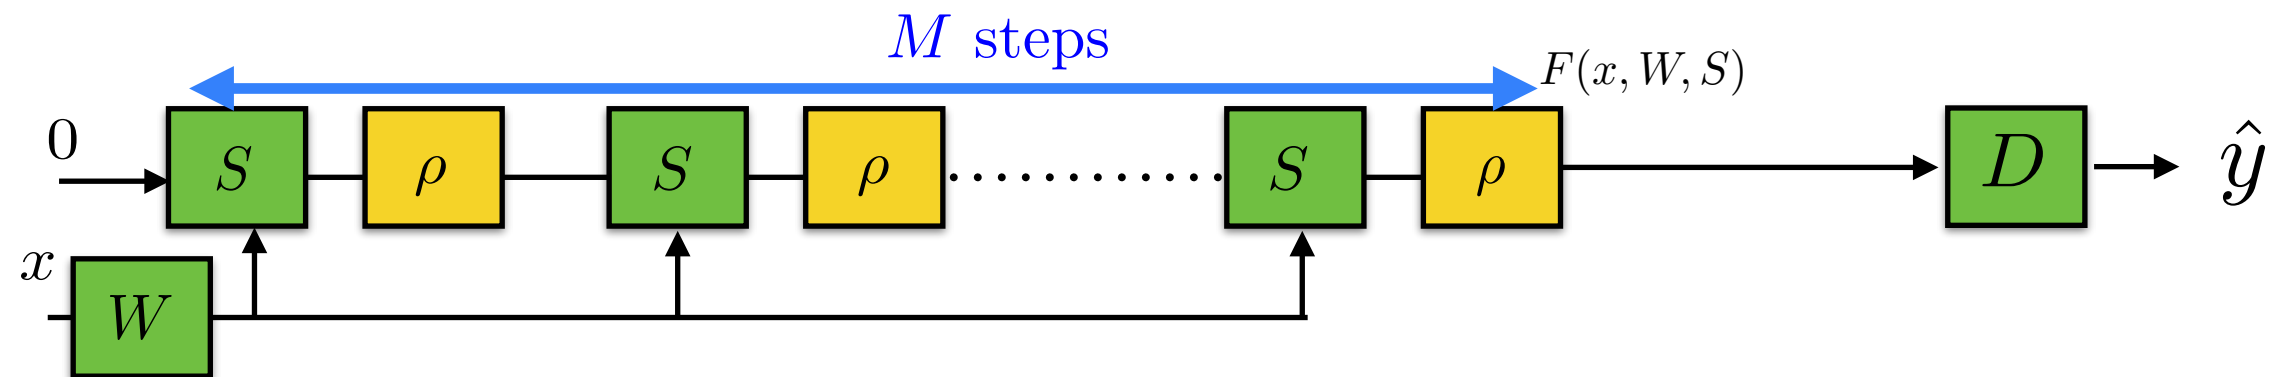 M steps
F(x, W, S)
0
S ρ S ρ S ρ D ŷ
x
W